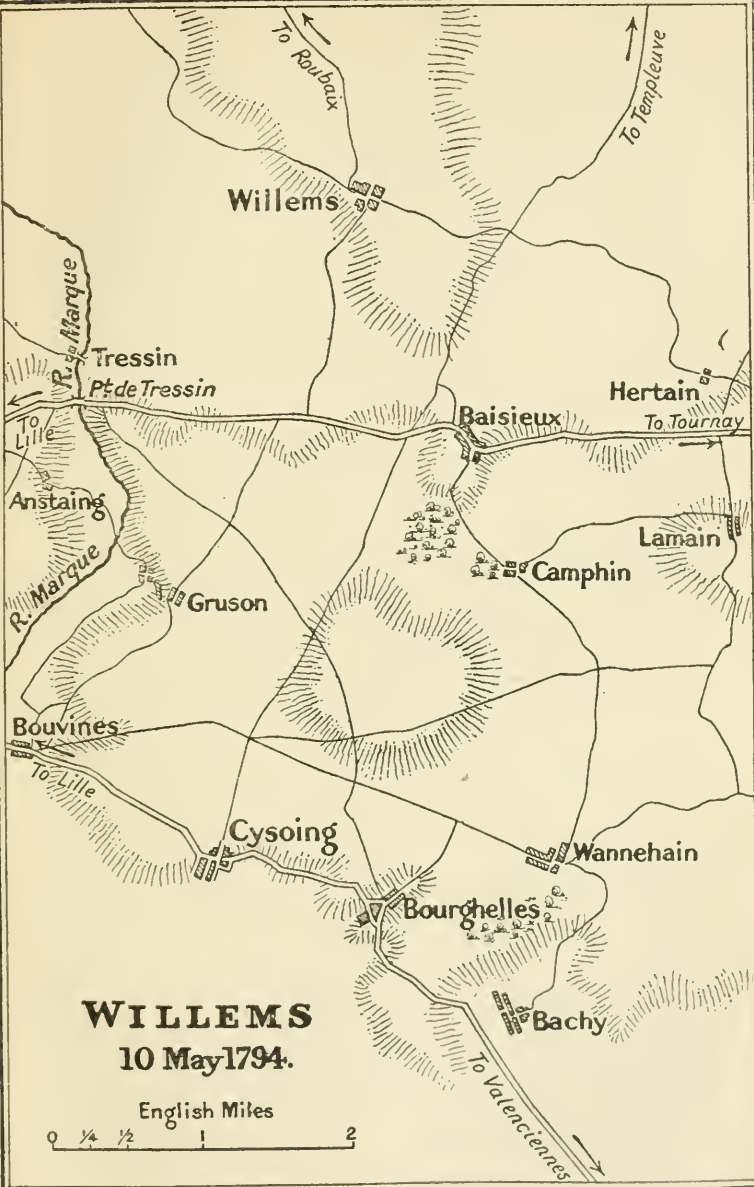 To Roubaix
To Templeuve
Willems
R. Marque
Tressin
Pt. de Tressin
To
Lille
Hertain
Baisieux
To Tournay
Anstaing
Lamain
R. Marque
Camphin
Gruson
Bouvines
To Lille
Cysoing
Wannehain
Bourghelles
Bachy
To Valenciennes
WILLEMS
10 May 1794.
English Miles
0 1/4 1/2 1 2